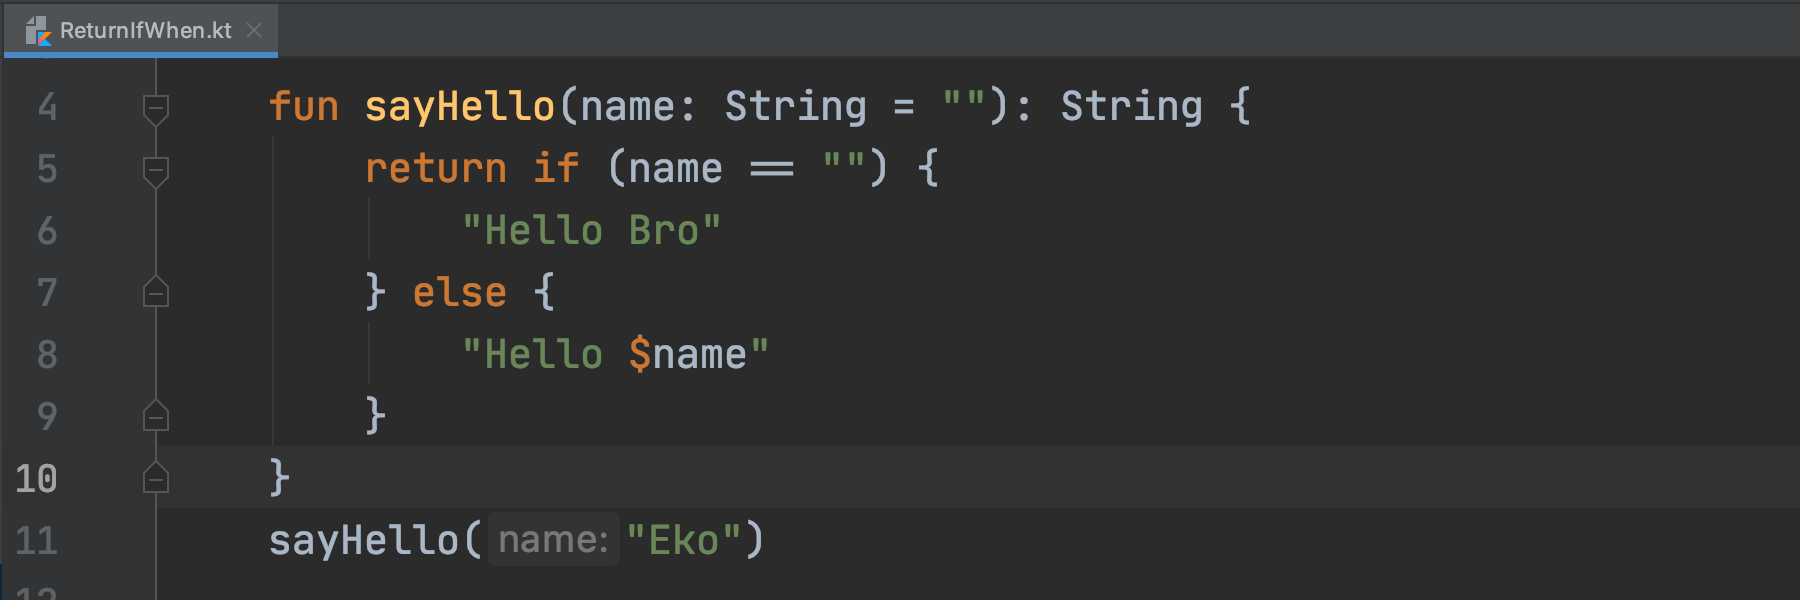 ReturnIfWhen.kt
4 fun sayHello(name: String = ""): String {
5 return if (name == "") {
6 "Hello Bro"
7 } else {
8 "Hello $name"
9 }
10 }
11 sayHello( name: "Eko")
12